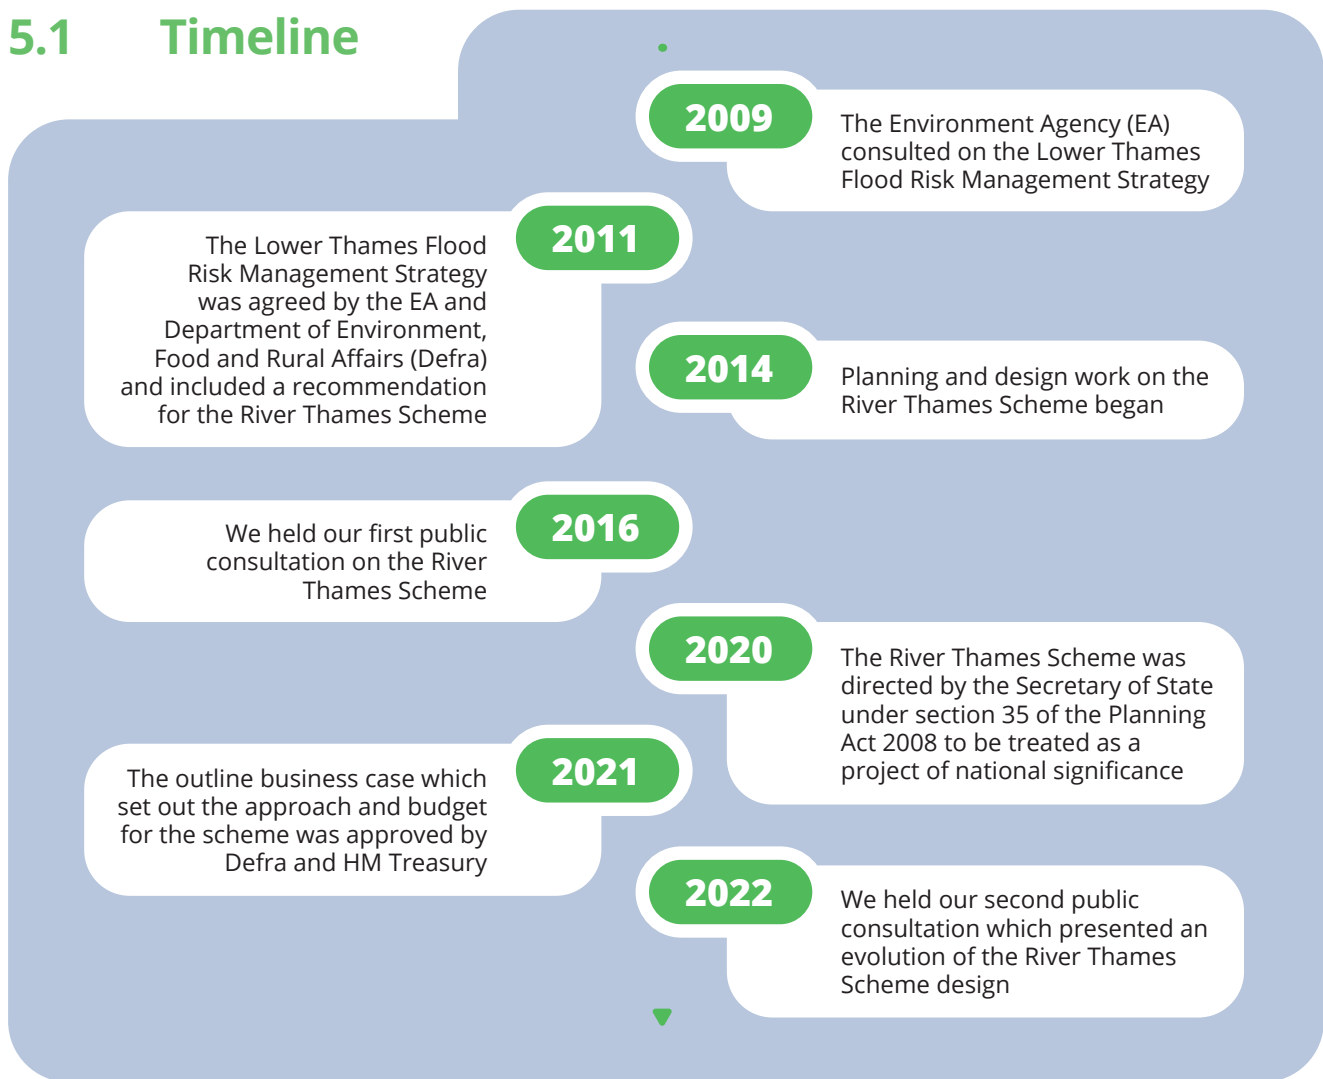 5.1 Timeline
2009
The Environment Agency (EA)
consulted on the Lower Thames
Flood Risk Management Strategy
2011
The Lower Thames Flood
Risk Management Strategy
was agreed by the EA and
Department of Environment,
Food and Rural Affairs (Defra)
and included a recommendation
for the River Thames Scheme
2014
Planning and design work on the
River Thames Scheme began
2016
We held our first public
consultation on the River
Thames Scheme
2020
The River Thames Scheme was
directed by the Secretary of State
under section 35 of the Planning
Act 2008 to be treated as a
project of national significance
2021
The outline business case which
set out the approach and budget
for the scheme was approved by
Defra and HM Treasury
2022
We held our second public
consultation which presented an
evolution of the River Thames
Scheme design